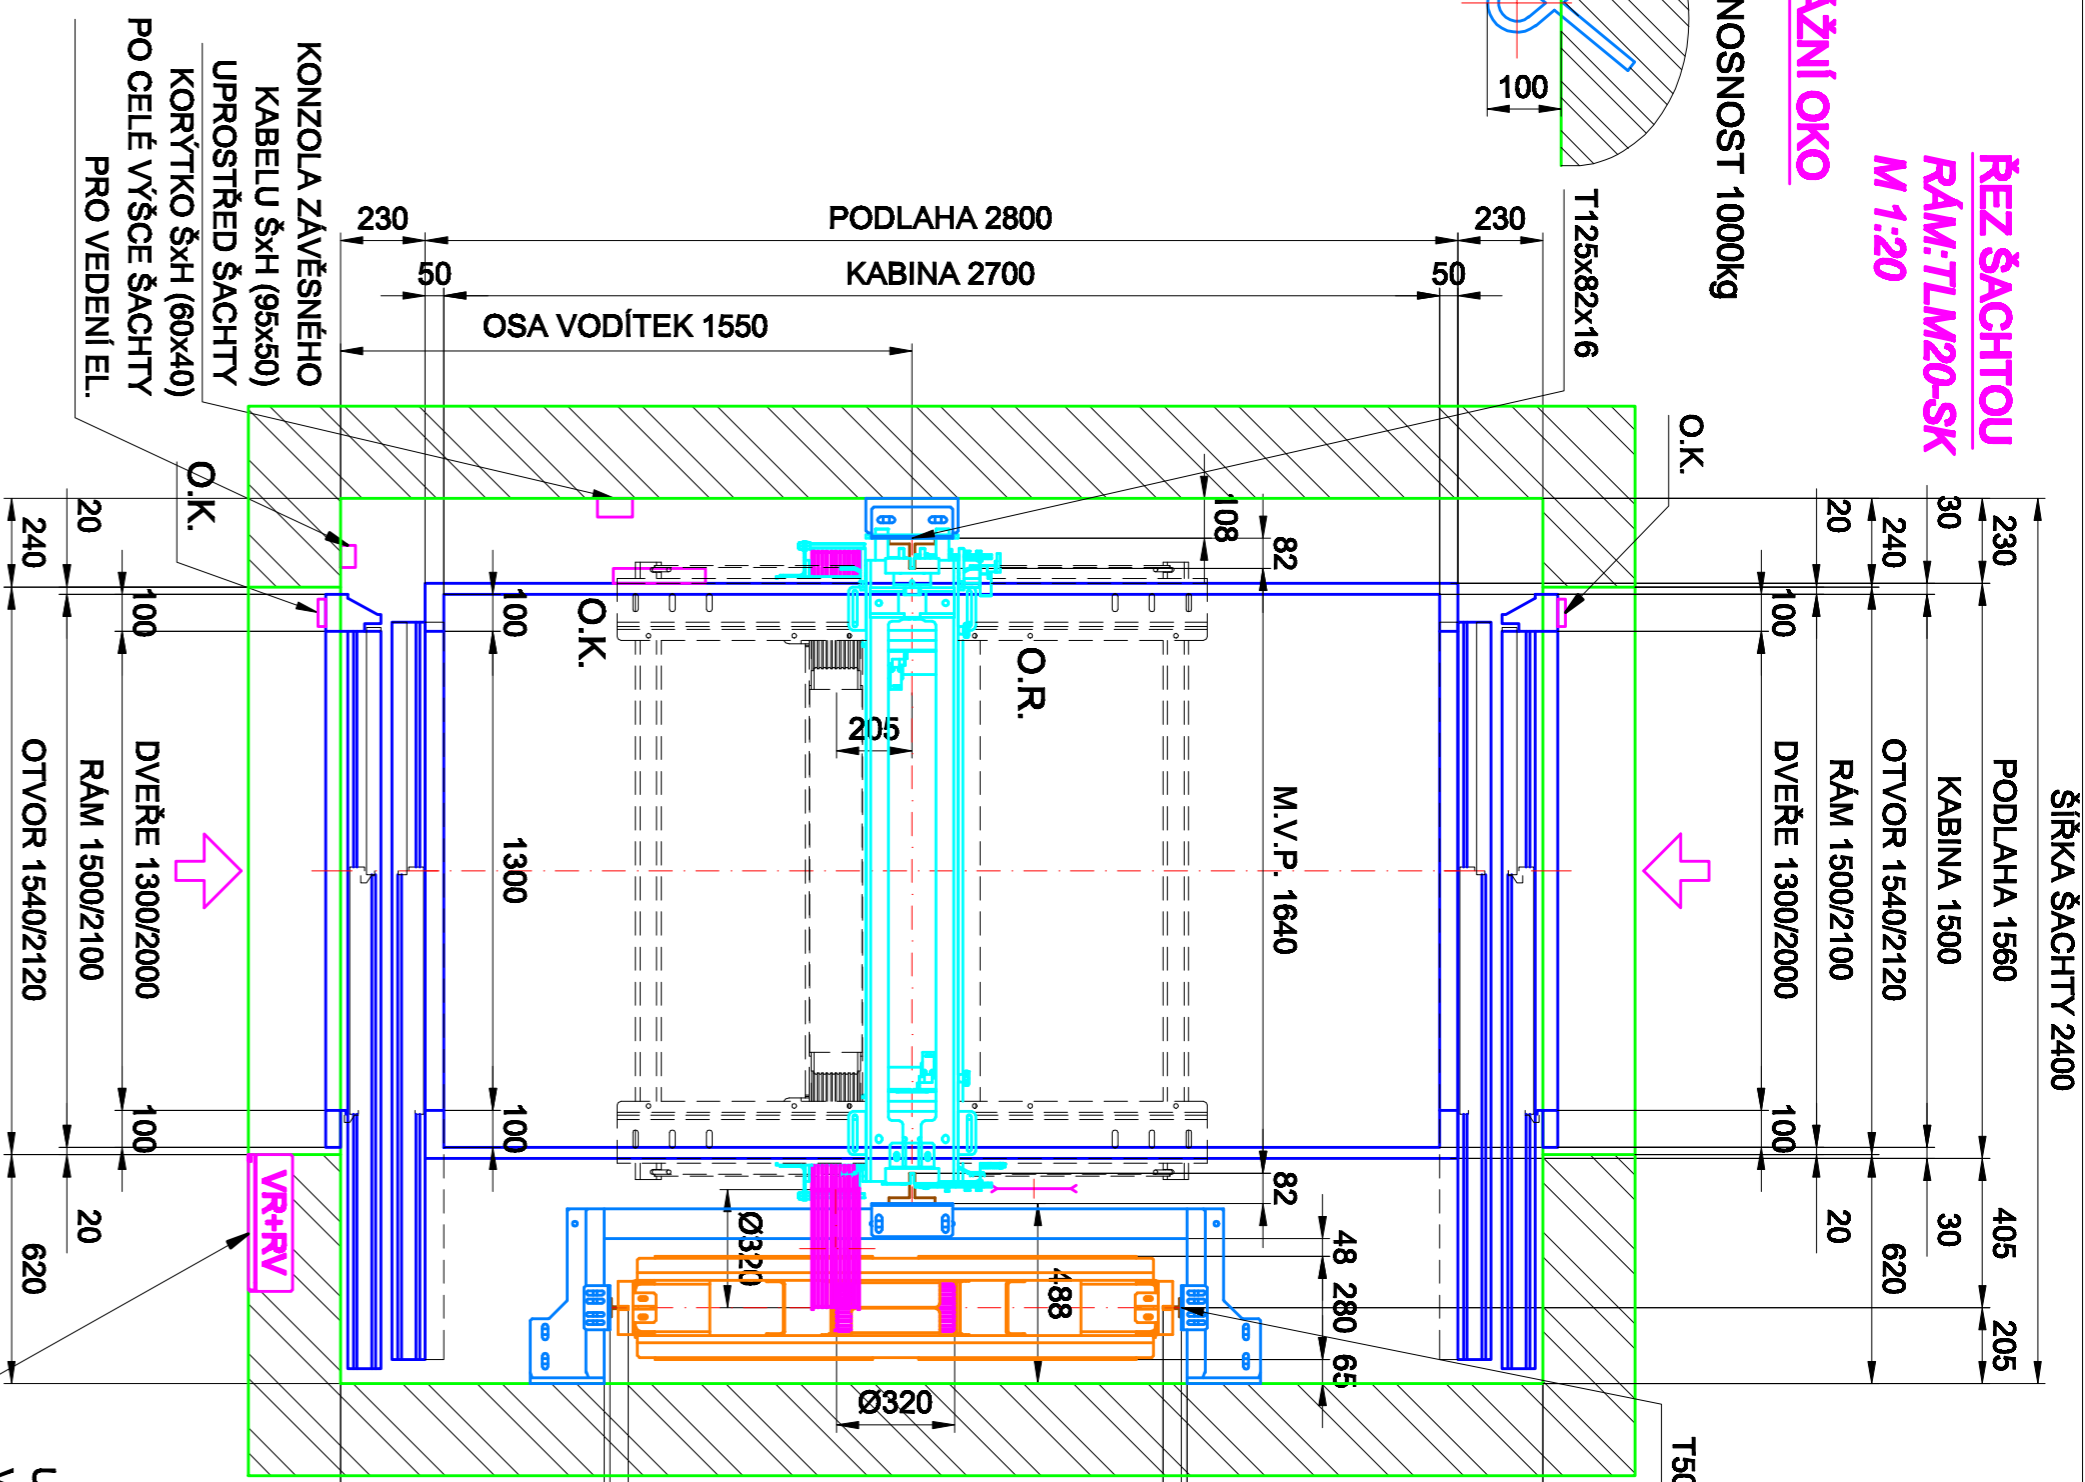 ŘEZ ŠACHTOU
RÁM:TLM20-SK
M 1:20
NOSNOST 1000kg
100
T125x82x16
O.K.
ŠÍŘKA ŠACHTY 2400
230
PODLAHA 1560
405
205
30
KABINA 1500
30
240
OTVOR 1540/2120
620
20
RÁM 1500/2100
20
100
DVEŘE 1300/2000
100
230
PODLAHA 2800
230
50
KABINA 2700
50
OSA VODÍTEK 1550
KONZOLA ZÁVĚSNÉHO
KABELU ŠxH (95x50)
UPROSTŘED ŠACHTY
KORÝTKO ŠxH (60x40)
PO CELÉ VÝŠCE ŠACHTY
PRO VEDENÍ EL.
O.K.
108
82
M.V.P. 1640
82
O.K.
O.R.
205
100
1300
100
48
280
65
488
Ø320
Ø320
100
DVEŘE 1300/2000
100
20
RÁM 1500/2100
20
240
OTVOR 1540/2120
620
VR+RV